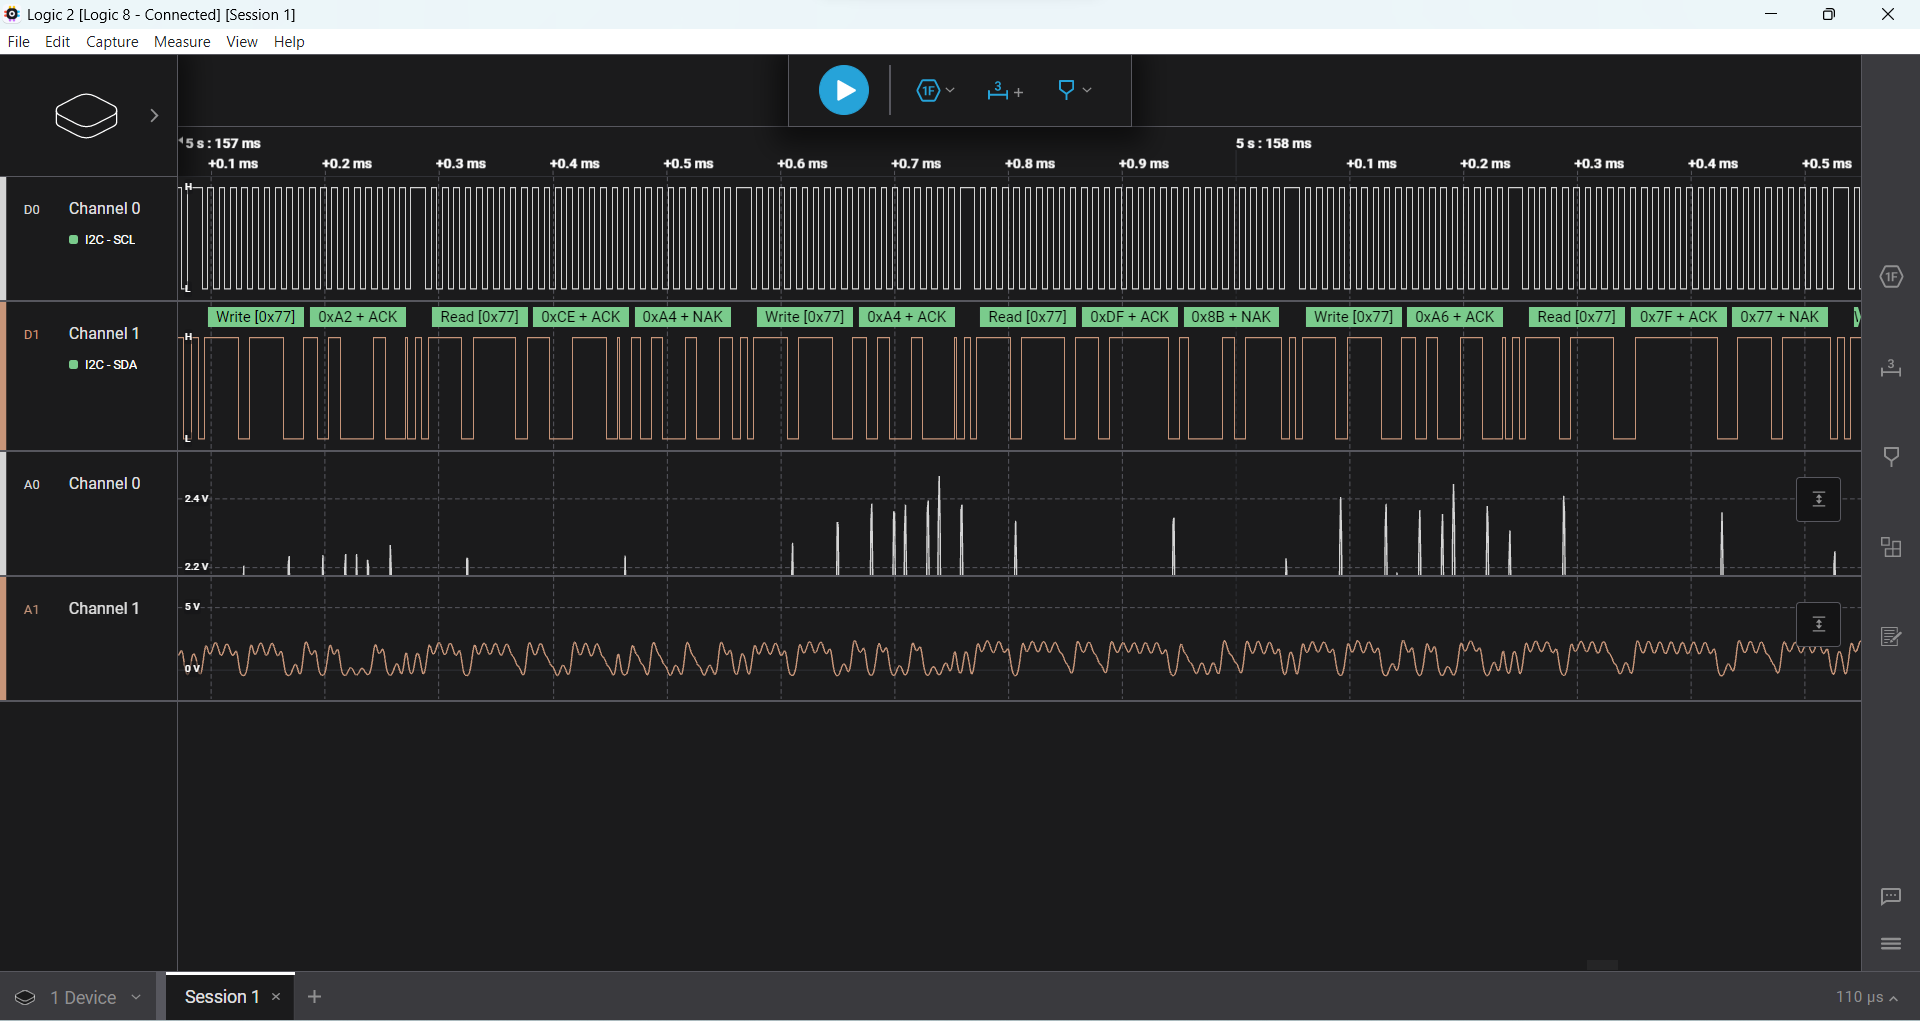 Logic 2 [Logic 8 - Connected] [Session 1]
File Edit Capture Measure View Help
1F 3 +
5 s : 157 ms 5 s : 158 ms
+0.1 ms +0.2 ms +0.3 ms +0.4 ms +0.5 ms +0.6 ms +0.7 ms +0.8 ms +0.9 ms +0.1 ms +0.2 ms +0.3 ms +0.4 ms +0.5 ms
H
D0 Channel 0
I2C - SCL
1F
L
Write [0x77] 0xA2 + ACK Read [0x77] 0xCE + ACK 0xA4 + NAK Write [0x77] 0xA4 + ACK Read [0x77] 0xDF + ACK 0x8B + NAK Write [0x77] 0xA6 + ACK Read [0x77] 0x7F + ACK 0x77 + NAK
D1 Channel 1
H
I2C - SDA
3
L
A0 Channel 0
2.4 V
2.2 V
A1 Channel 1
5 V
0 V
1 Device Session 1 × + 110 µs